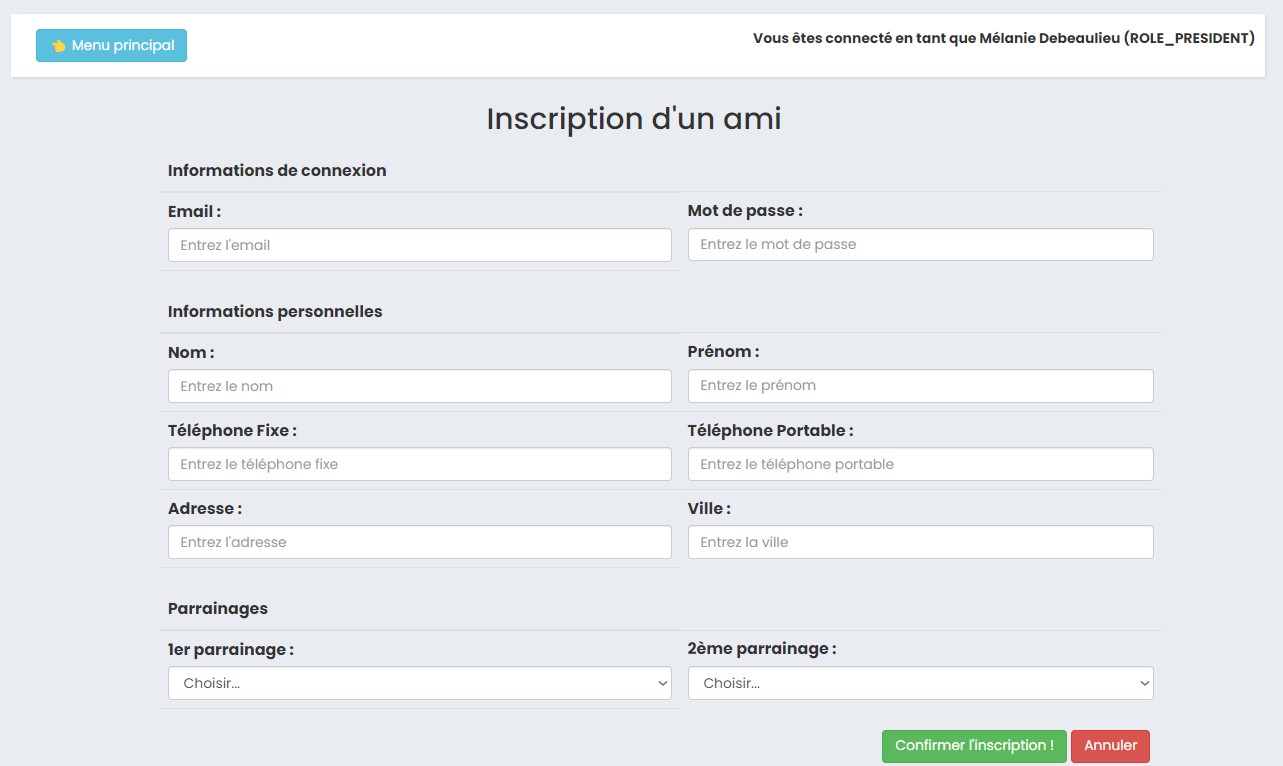 👈 Menu principal
Vous êtes connecté en tant que Mélanie Debeaulieu (ROLE_PRESIDENT)
Inscription d'un ami
Informations de connexion
Email :
Mot de passe :
Entrez l'email
Entrez le mot de passe
Informations personnelles
Nom :
Prénom :
Entrez le nom
Entrez le prénom
Téléphone Fixe :
Téléphone Portable :
Entrez le téléphone fixe
Entrez le téléphone portable
Adresse :
Ville :
Entrez l'adresse
Entrez la ville
Parrainages
1er parrainage :
2ème parrainage :
Choisir...
Choisir...
Confirmer l'inscription !
Annuler